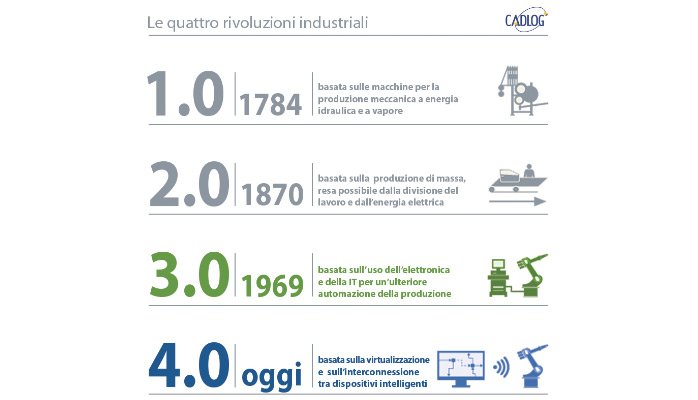 Le quattro rivoluzioni industriali
CADLOG
1.0
1784
basata sulle macchine per la
produzione meccanica a energia
idraulica e a vapore
2.0
1870
basata sulla produzione di massa,
resa possibile dalla divisione del
lavoro e dall'energia elettrica
3.0
1969
basata sull'uso dell'elettronica
e della IT per un'ulteriore
automazione della produzione
4.0
oggi
basata sulla virtualizzazione
e sull'interconnessione
tra dispositivi intelligenti